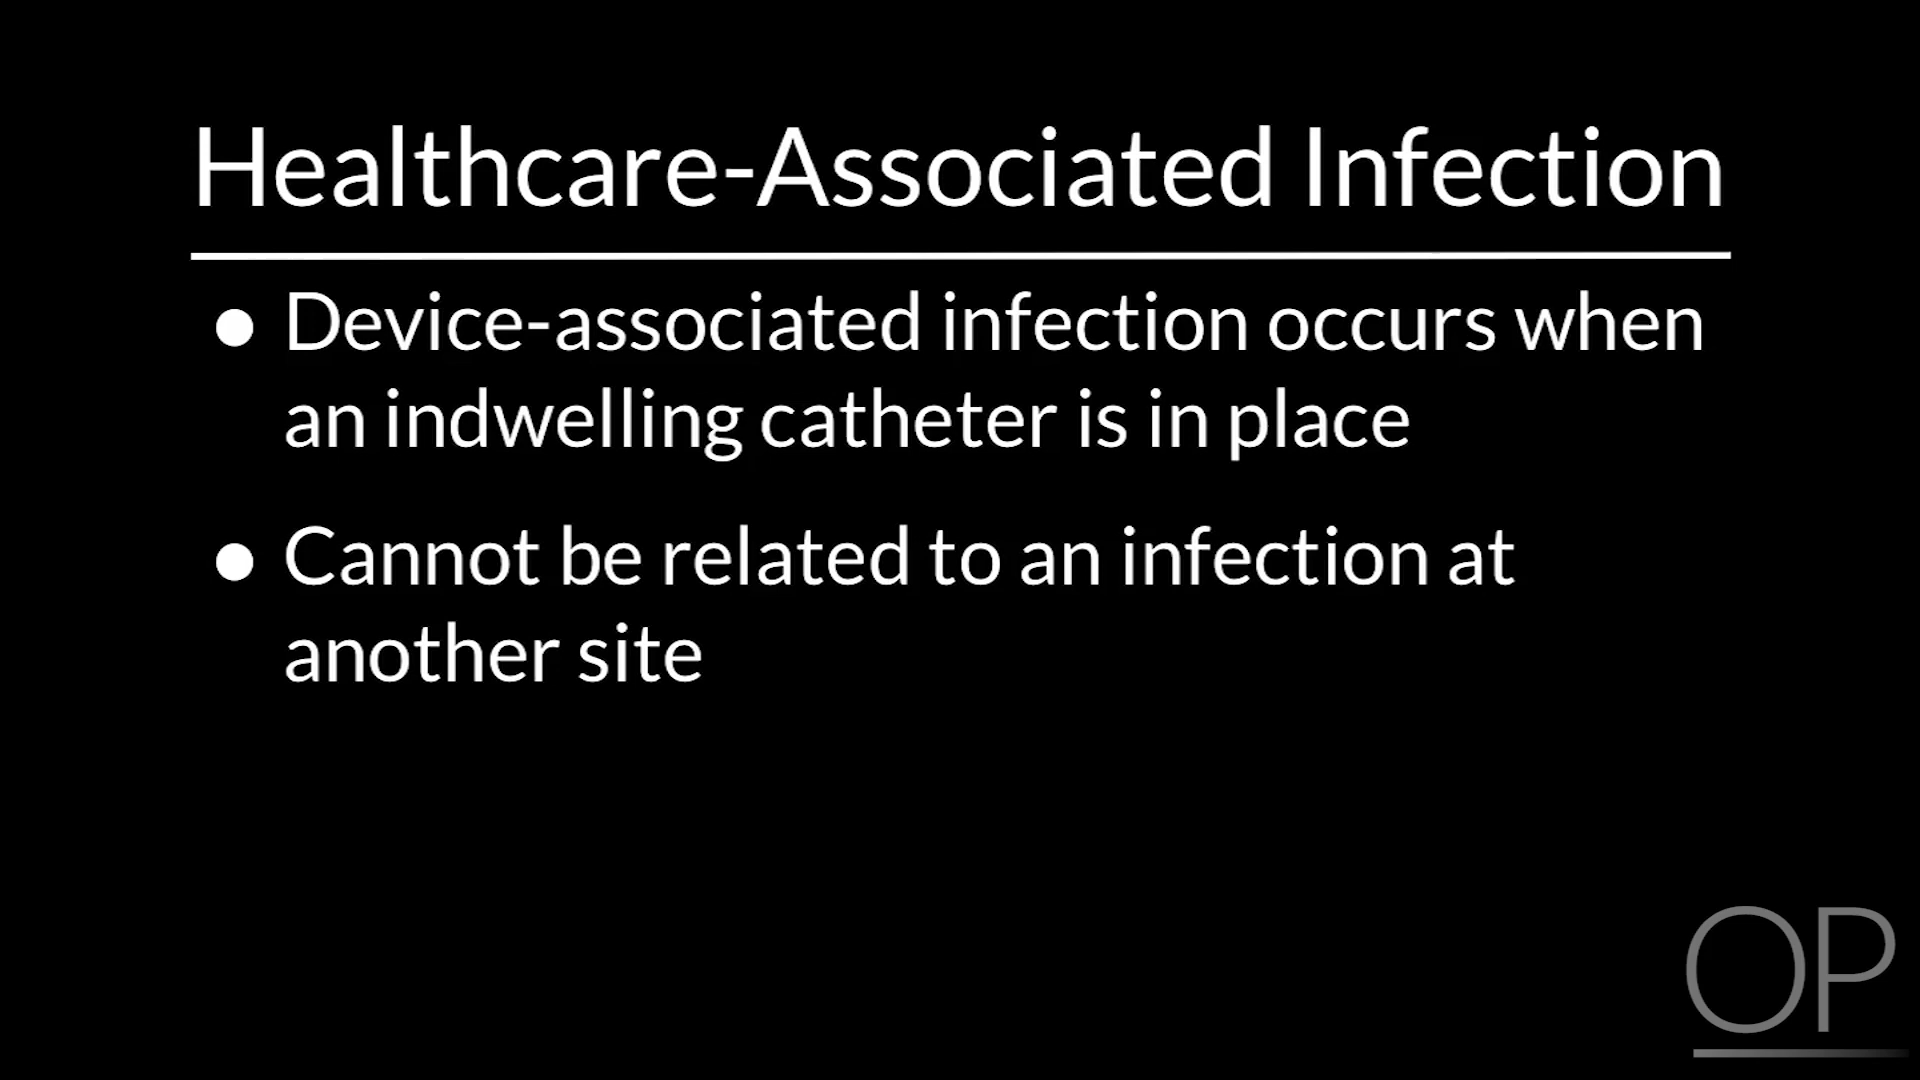 Healthcare-Associated Infection
● Device-associated infection occurs when
an indwelling catheter is in place
● Cannot be related to an infection at
another site
OP